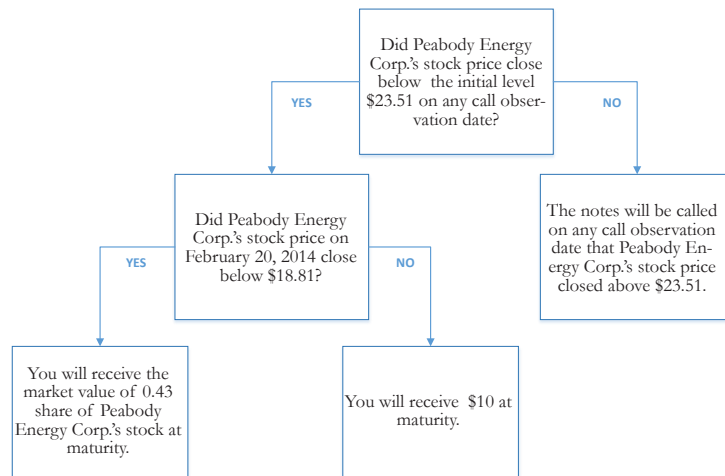 Did Peabody Energy
Corp.'s stock price close
below the initial level
$23.51 on any call obser-
vation date?
YES
NO
Did Peabody Energy
Corp.'s stock price on
February 20, 2014 close
below $18.81?
The notes will be called
on any call observation
date that Peabody En-
ergy Corp.'s stock price
closed above $23.51.
YES
NO
You will receive the
market value of 0.43
share of Peabody
Energy Corp.'s stock at
maturity.
You will receive $10 at
maturity.